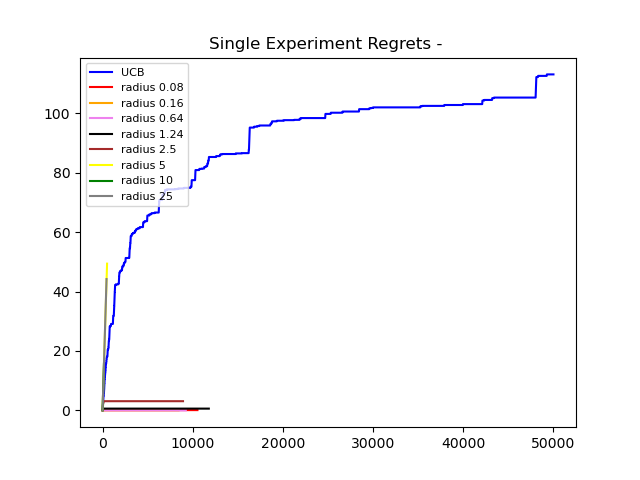 Single Experiment Regrets -
UCB
radius 0.08
radius 0.16
radius 0.64
radius 1.24
radius 2.5
radius 5
radius 10
radius 25
100
80
60
40
20
0
0 10000 20000 30000 40000 50000